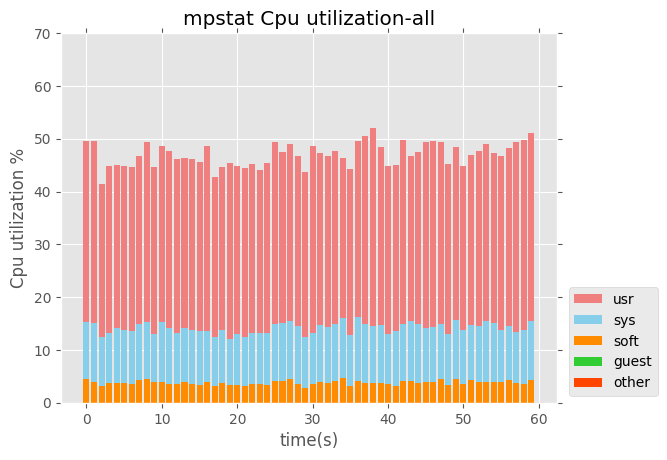 mpstat Cpu utilization-all
70
60
50
40
30
20
10
0
Cpu utilization %
0 10 20 30 40 50 60
time(s)
usr
sys
soft
guest
other